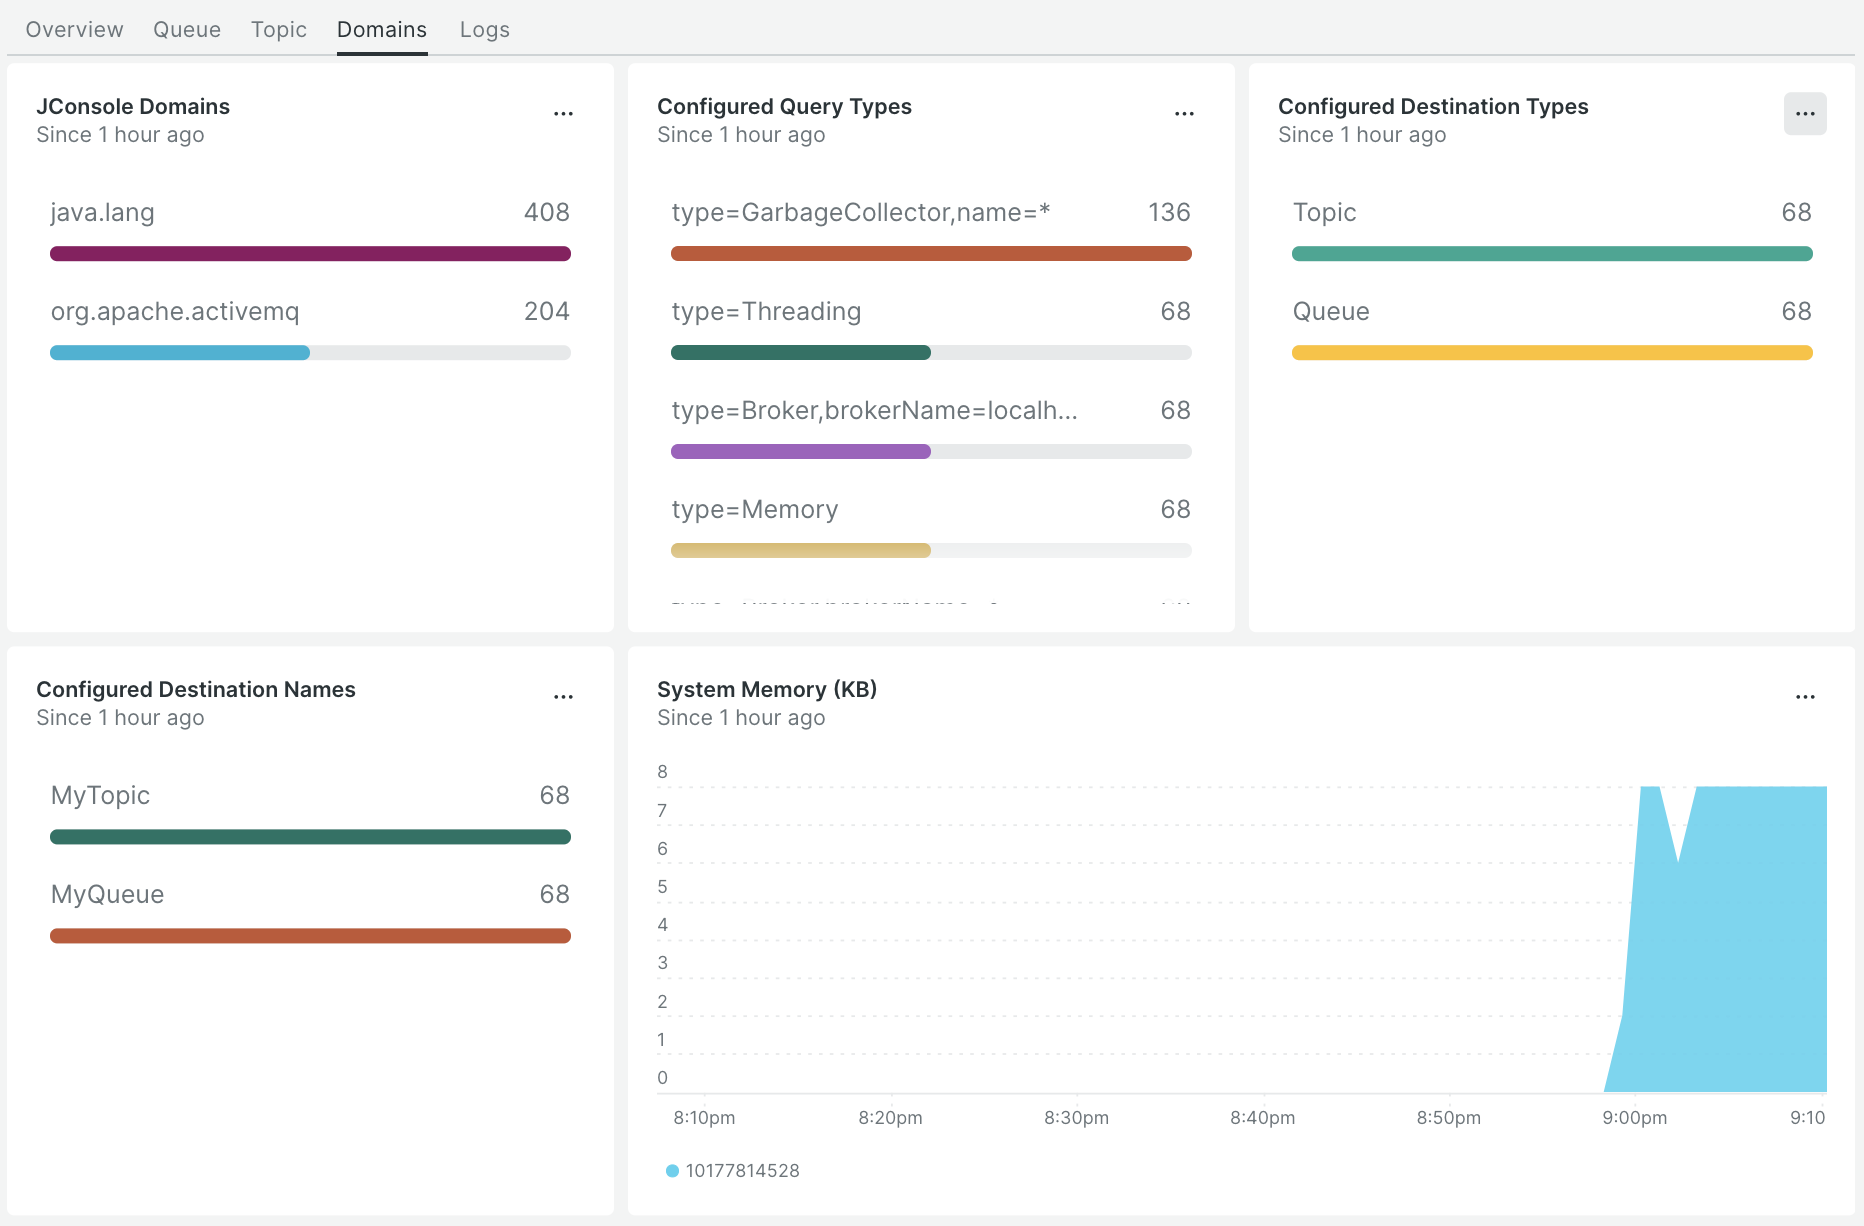 Overview Queue Topic Domains Logs
JConsole Domains
Since 1 hour ago
...
java.lang 408
org.apache.activemq 204
Configured Query Types
Since 1 hour ago
...
type=GarbageCollector,name=* 136
type=Threading 68
type=Broker,brokerName=localh... 68
type=Memory 68
Configured Destination Types
Since 1 hour ago
...
Topic 68
Queue 68
Configured Destination Names
Since 1 hour ago
...
MyTopic 68
MyQueue 68
System Memory (KB)
Since 1 hour ago
...
8
7
6
5
4
3
2
1
0
8:10pm 8:20pm 8:30pm 8:40pm 8:50pm 9:00pm 9:10
10177814528